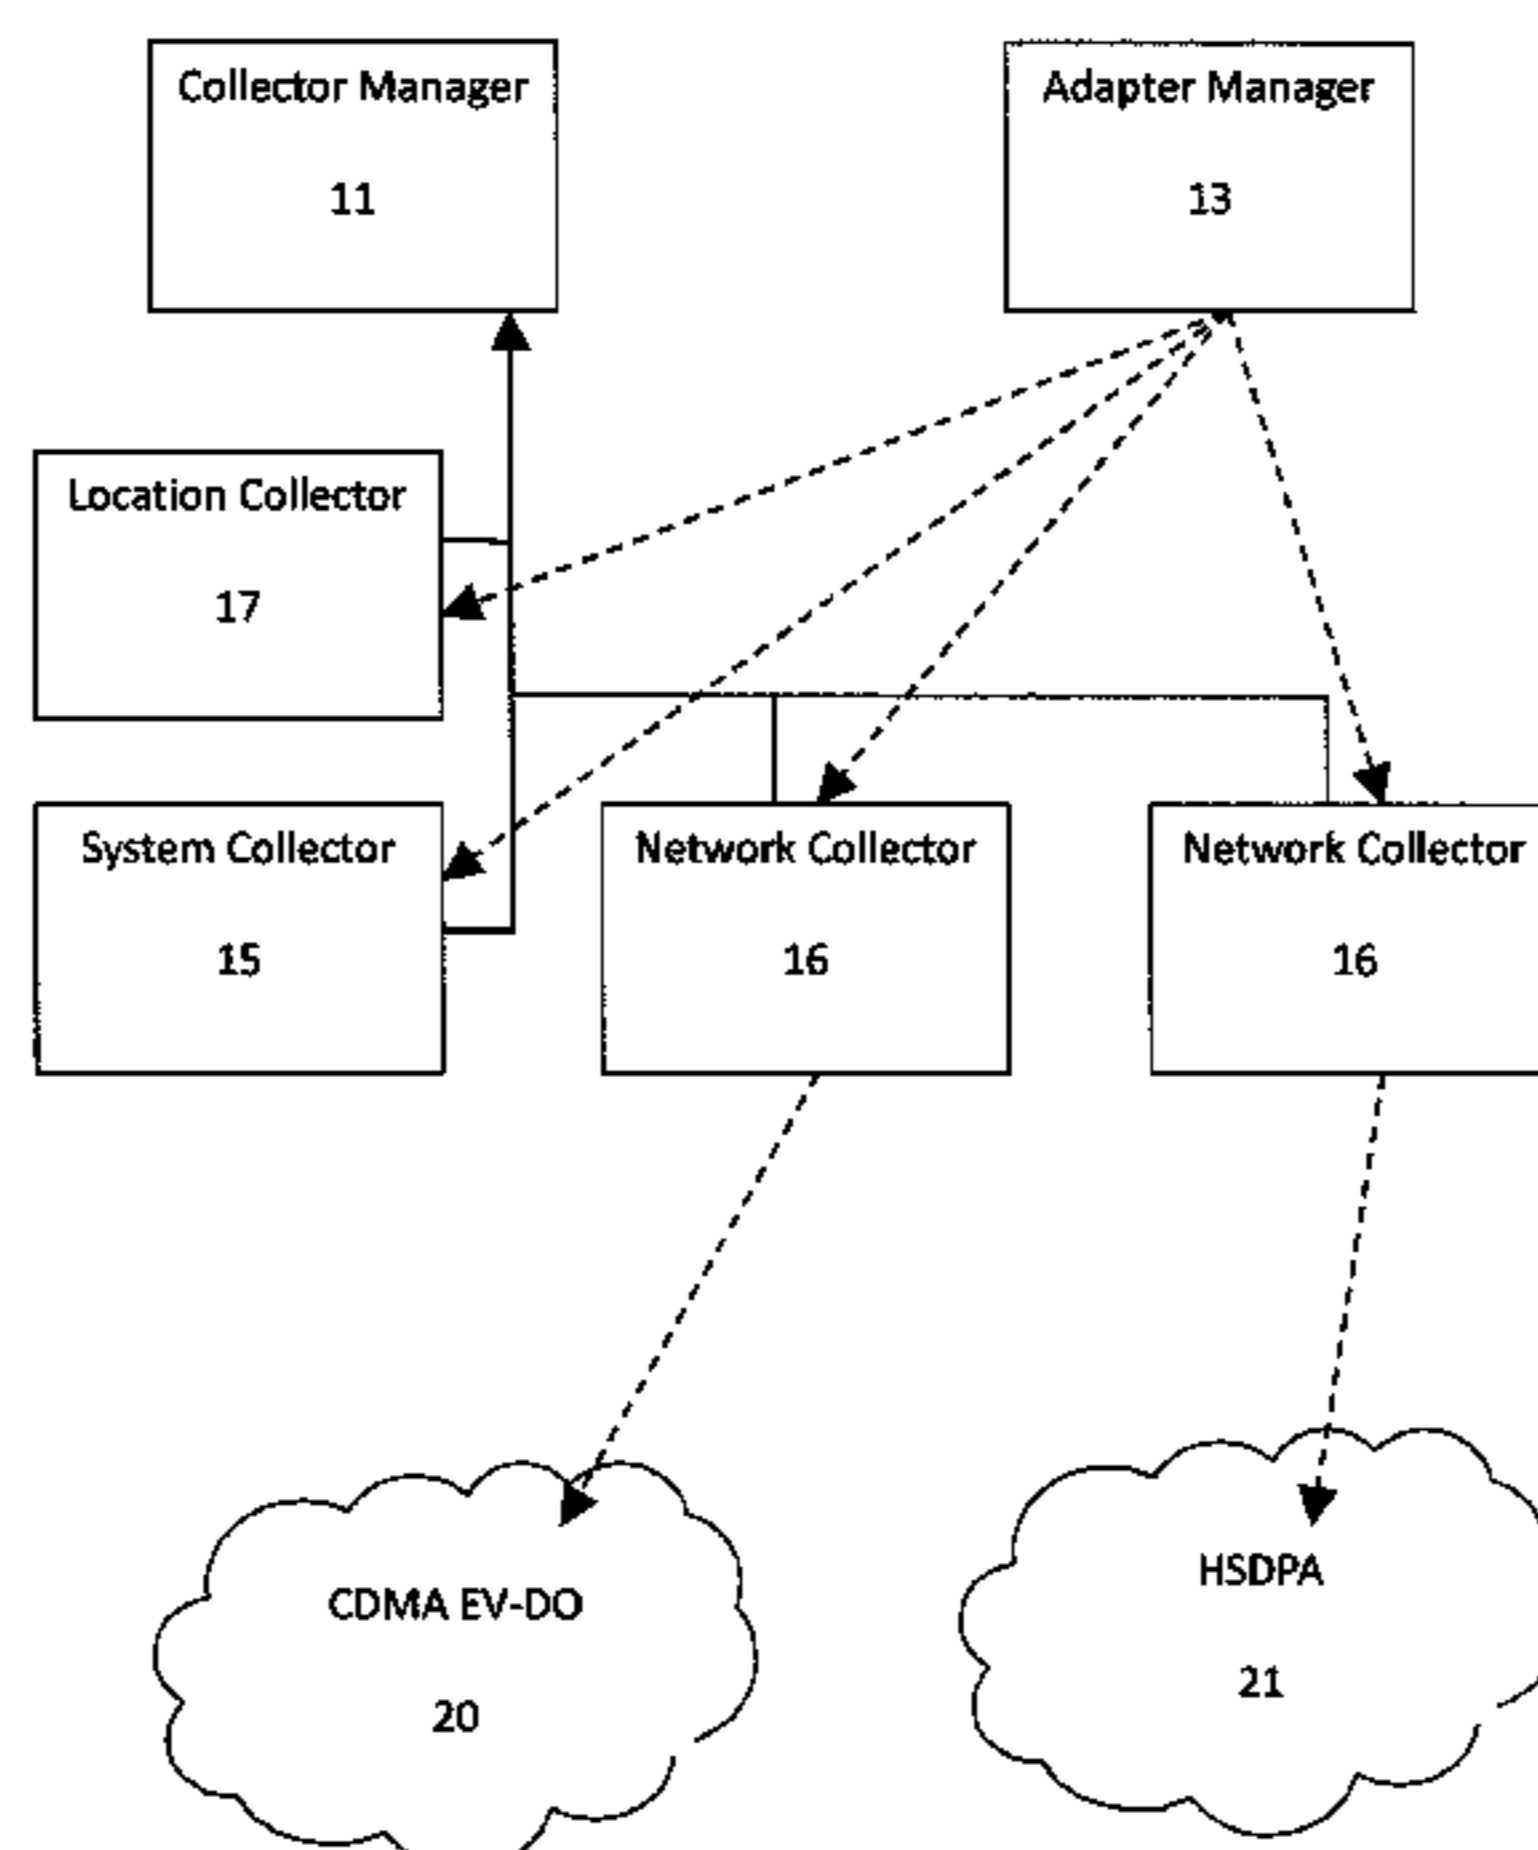 Collector Manager
11
Adapter Manager
13
Location Collector
17
System Collector
15
Network Collector
16
Network Collector
16
CDMA EV-DO
20
HSDPA
21